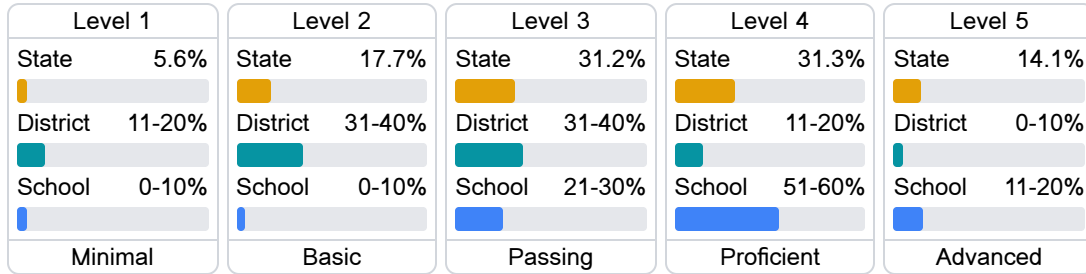 Level 1
State 5.6%
District 11-20%
School 0-10%
Minimal
Level 2
State 17.7%
District 31-40%
School 0-10%
Basic
Level 3
State 31.2%
District 31-40%
School 21-30%
Passing
Level 4
State 31.3%
District 11-20%
School 51-60%
Proficient
Level 5
State 14.1%
District 0-10%
School 11-20%
Advanced